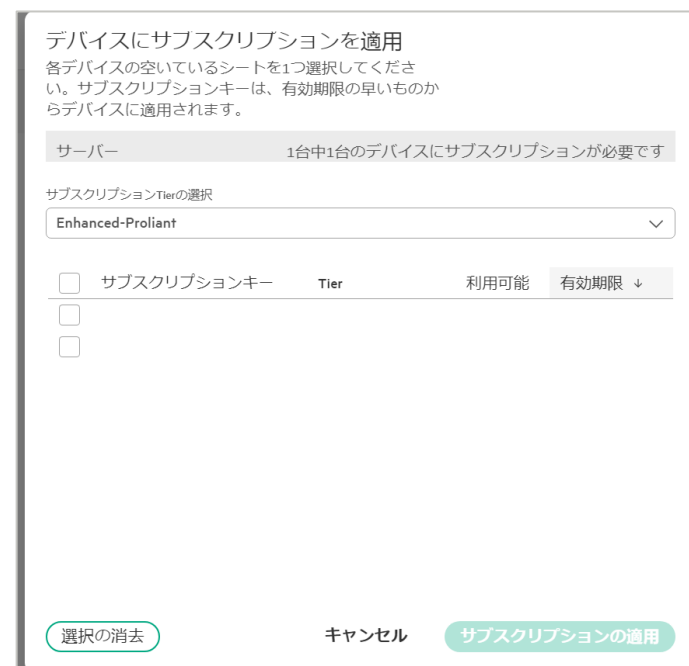 デバイスにサブスクリプションを適用
各デバイスの空いているシートを1つ選択してくださ
い。サブスクリプションキーは、有効期限の早いものか
らデバイスに適用されます。
サーバー 1台中1台のデバイスにサブスクリプションが必要です
サブスクリプションTierの選択
Enhanced-Proliant
サブスクリプションキー Tier 利用可能 有効期限 ↓
選択の消去 キャンセル サブスクリプションの適用